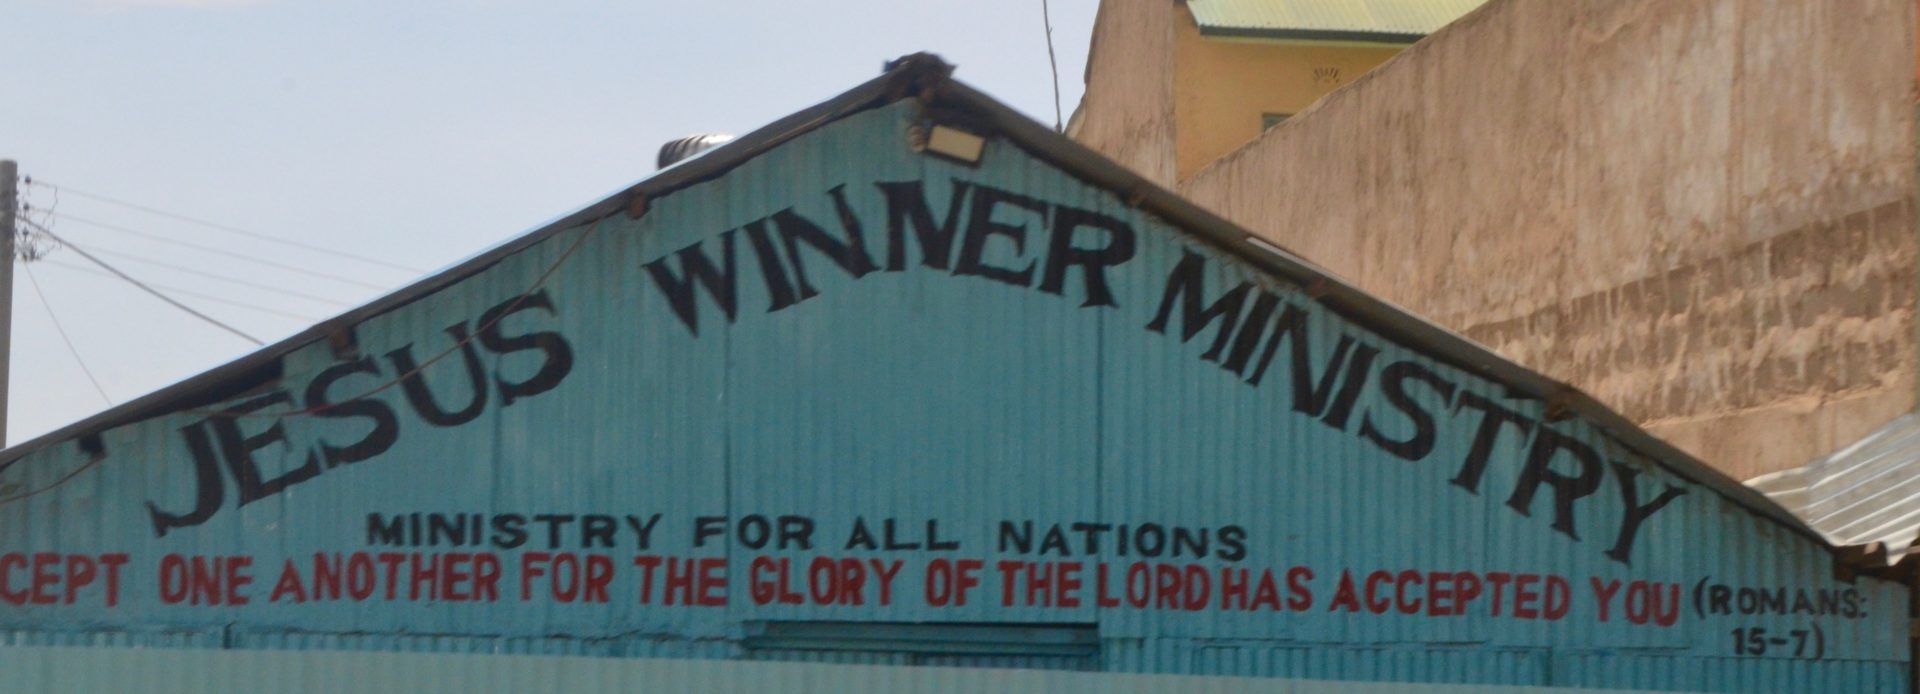 JESUS WINNER MINISTRY
MINISTRY FOR ALL NATIONS
CEPT ONE ANOTHER FOR THE GLORY OF THE LORD HAS ACCEPTED YOU (ROMANS:
15-7)